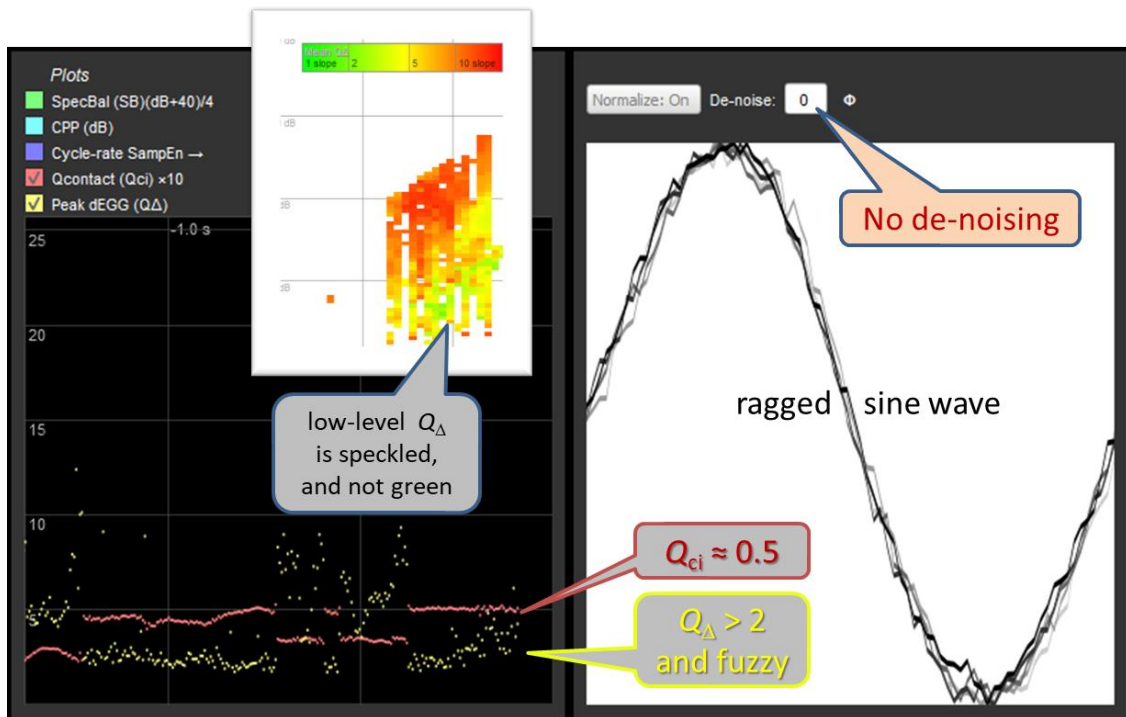 Plots
SpecBal (SB)(dB+40)/4
CPP (dB)
Cycle-rate SampEn →
Qcontact (Qci) ×10
Peak dEGG (QΔ)
-1.0 s
25
20
15
10
dB
Mean QΔ
1 slope 2 5 10 slope
dB
dB
dB
low-level QΔ
is speckled,
and not green
Normalize: On De-noise: 0 Φ
No de-noising
ragged sine wave
Qci ≈ 0.5
QΔ > 2
and fuzzy